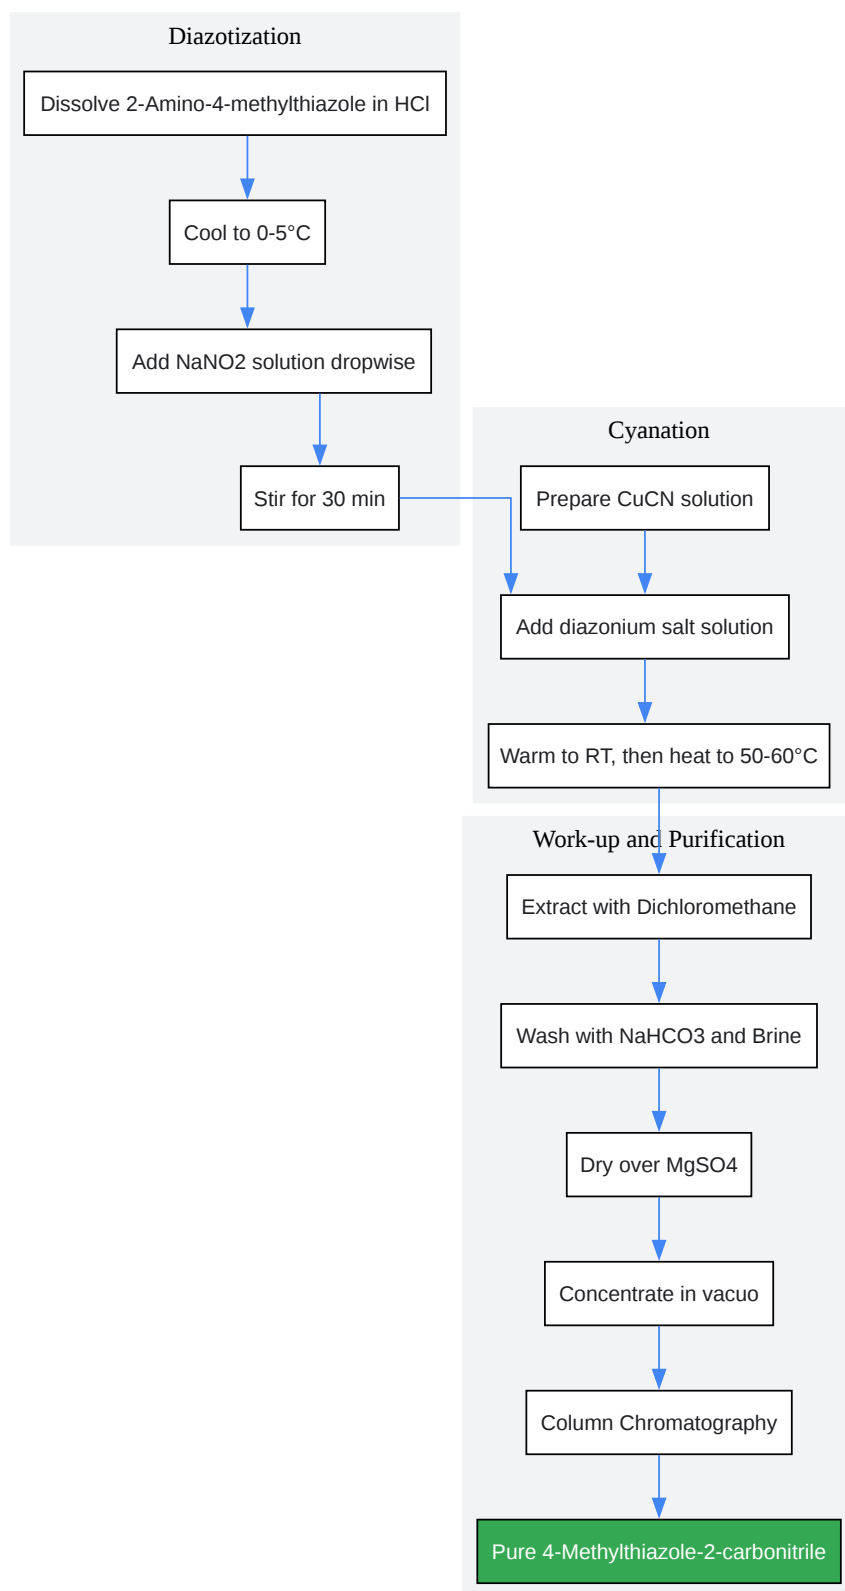 Diazotization
Dissolve 2-Amino-4-methylthiazole in HCl
Cool to 0-5°C
Add NaNO2 solution dropwise
Stir for 30 min
Cyanation
Prepare CuCN solution
Add diazonium salt solution
Warm to RT, then heat to 50-60°C
Work-up and Purification
Extract with Dichloromethane
Wash with NaHCO3 and Brine
Dry over MgSO4
Concentrate in vacuo
Column Chromatography
Pure 4-Methylthiazole-2-carbonitrile